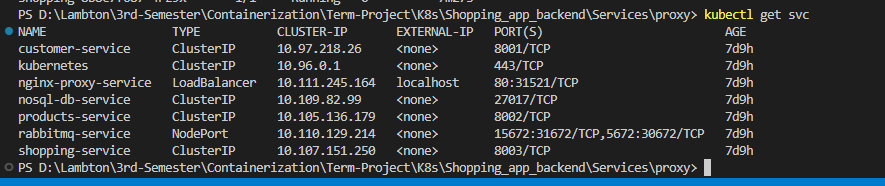 PS D:\Lambton\3rd-Semester\Containerization\Term-Project\K8s\Shopping_app_backend\Services\proxy> kubectl get svc
NAME TYPE CLUSTER-IP EXTERNAL-IP PORT(S) AGE
customer-service ClusterIP 10.97.218.26 <none> 8001/TCP 7d9h
kubernetes ClusterIP 10.96.0.1 <none> 443/TCP 7d9h
nginx-proxy-service LoadBalancer 10.111.245.164 localhost 80:31521/TCP 7d9h
nosql-db-service ClusterIP 10.109.82.99 <none> 27017/TCP 7d9h
products-service ClusterIP 10.105.136.179 <none> 8002/TCP 7d9h
rabbitmq-service NodePort 10.110.129.214 <none> 15672:31672/TCP,5672:30672/TCP 7d9h
shopping-service ClusterIP 10.107.151.250 <none> 8003/TCP 7d9h
PS D:\Lambton\3rd-Semester\Containerization\Term-Project\K8s\Shopping_app_backend\Services\proxy>